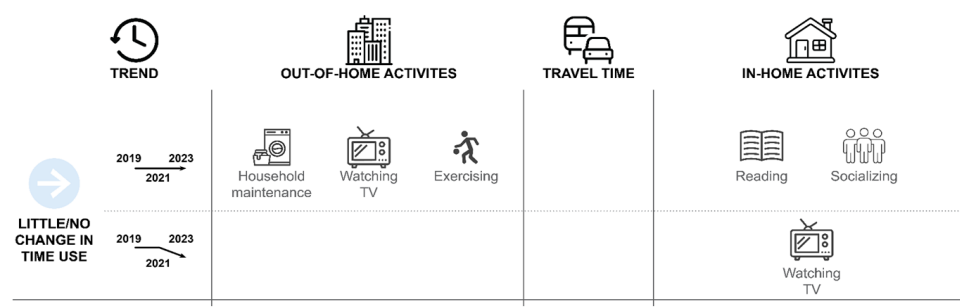 TREND
OUT-OF-HOME ACTIVITES
TRAVEL TIME
IN-HOME ACTIVITES
LITTLE/NO
CHANGE IN
TIME USE
2019 2023
2021
Household
maintenance
Watching
TV
Exercising
Reading
Socializing
2019 2023
2021
Watching
TV